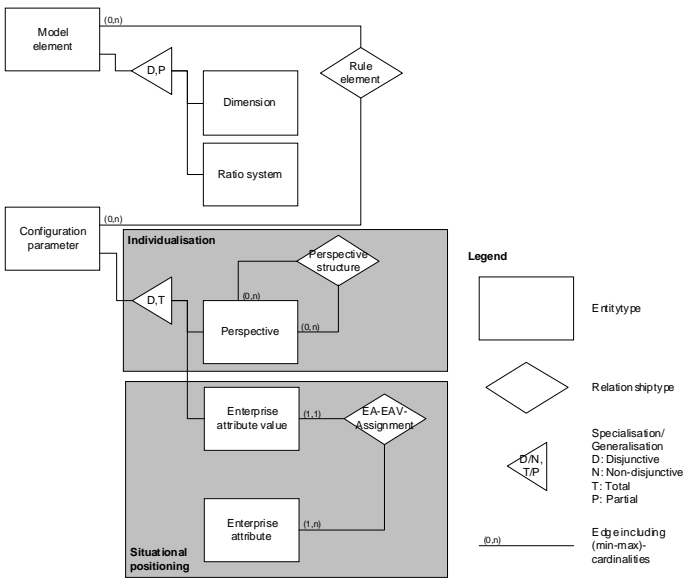 Model
element
(0,n)
D,P
Rule
element
Dimension
Ratio system
Configuration
parameter
(0,n)
Individualisation
Perspective
structure
(0,n)
D,T
Perspective
(0,n)
Enterprise
attribute value
(1,1)
EA-EAV-
Assignment
Enterprise
attribute
(1,n)
Situational
positioning
Legend
Entitytype
Relationshiptype
D/N,
T/P
Specialisation/
Generalisation
D: Disjunctive
N: Non-disjunctive
T: Total
P: Partial
(0,n)
Edge including
(min-max)-
cardinalities